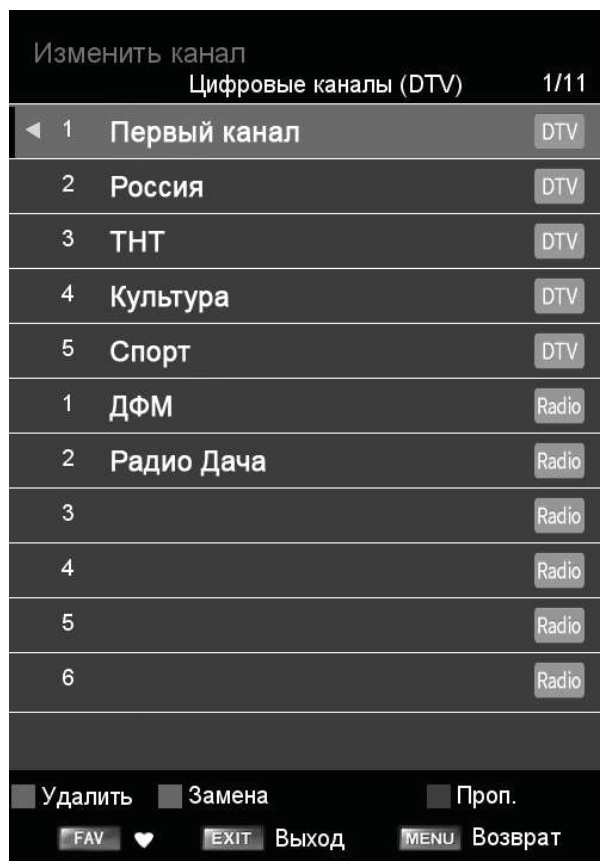 Изменить канал
Цифровые каналы (DTV) 1/11
1 Первый канал DTV
2 Россия DTV
3 ТНТ DTV
4 Культура DTV
5 Спорт DTV
1 ДФМ Radio
2 Радио Дача Radio
3 Radio
4 Radio
5 Radio
6 Radio
Удалить Замена Проп.
FAV EXIT Выход MENU Возврат